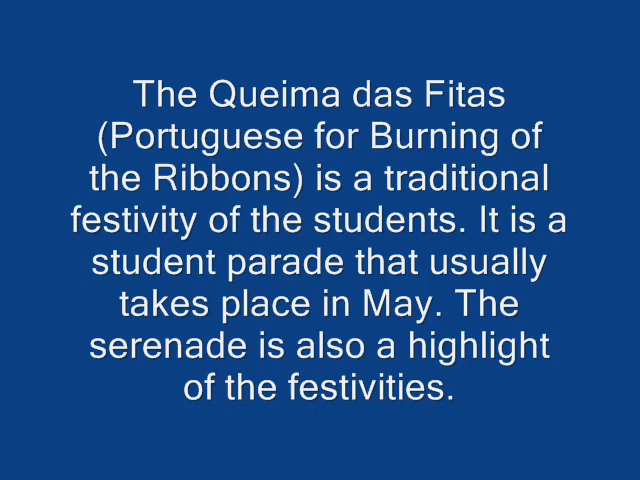 The Queima das Fitas
(Portuguese for Burning of
the Ribbons) is a traditional
festivity of the students. It is a
student parade that usually
takes place in May. The
serenade is also a highlight
of the festivities.